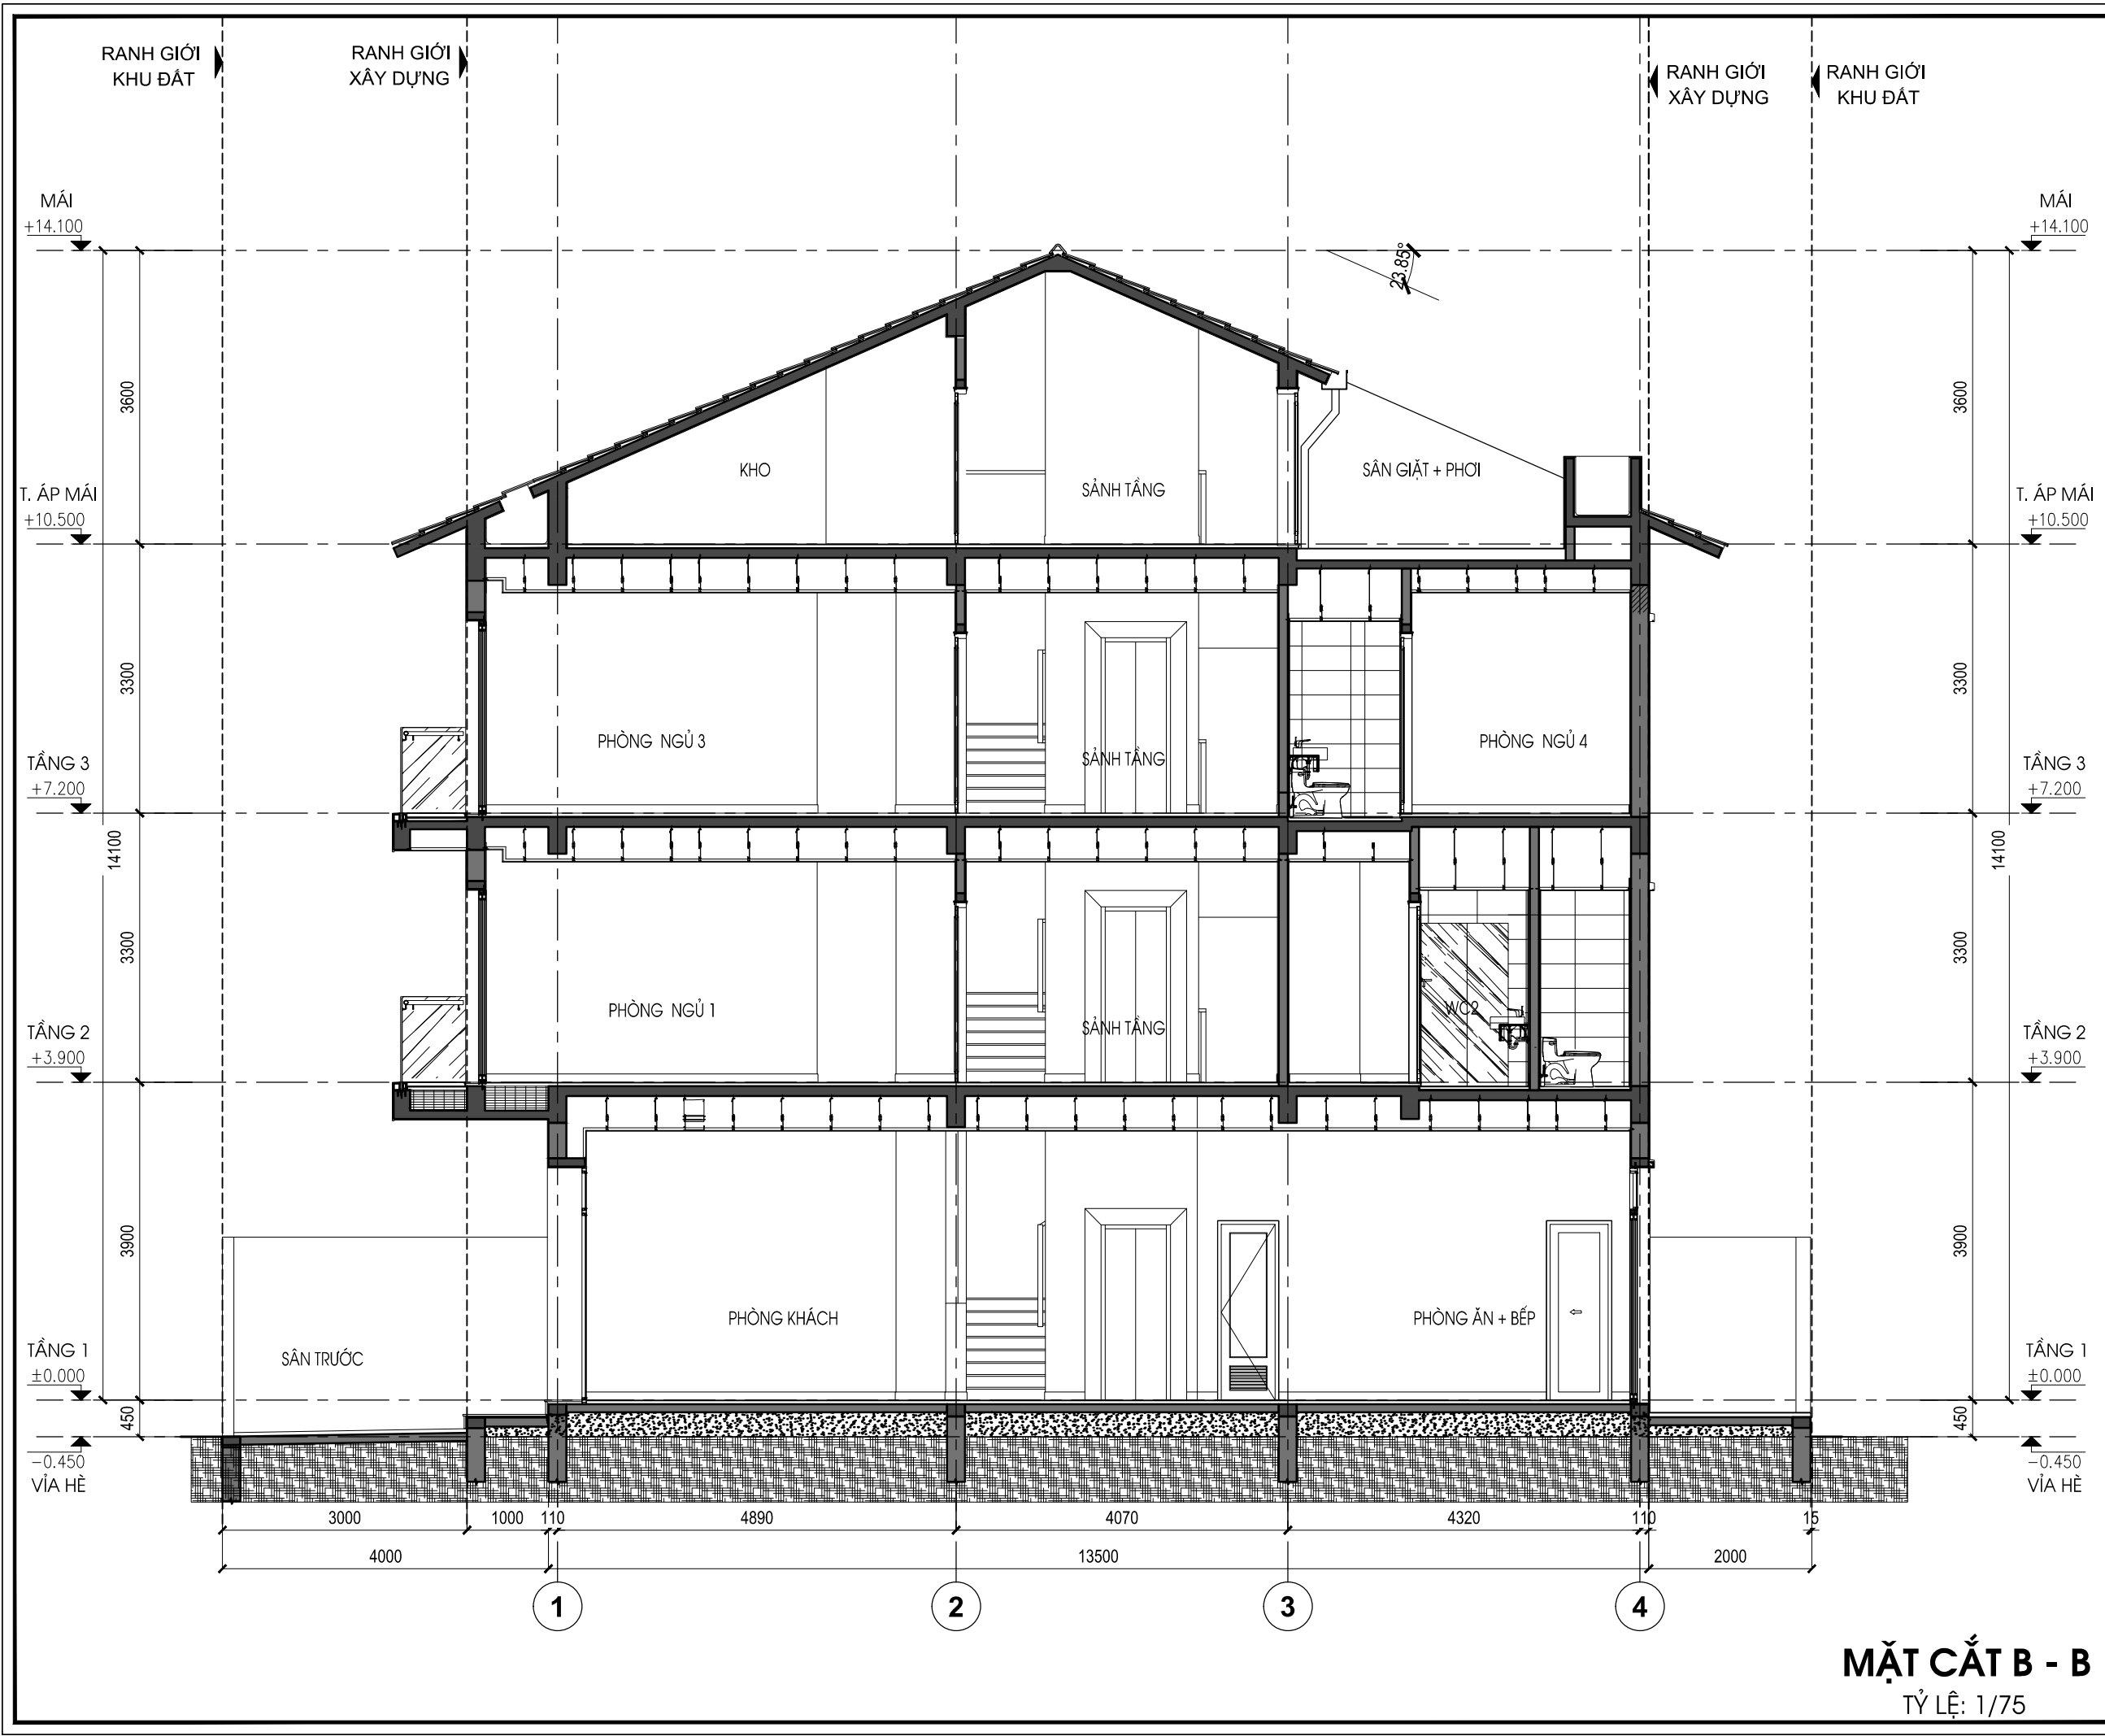 RANH GIỚI
KHU ĐẤT
RANH GIỚI
XÂY DỰNG
RANH GIỚI
XÂY DỰNG
RANH GIỚI
KHU ĐẤT
MÁI
+14.100
MÁI
+14.100
23.85°
3600
3600
KHO
SẢNH TẦNG
SÂN GIẶT + PHƠI
T. ÁP MÁI
+10.500
T. ÁP MÁI
+10.500
3300
3300
PHÒNG NGỦ 3
SẢNH TẦNG
PHÒNG NGỦ 4
TẦNG 3
+7.200
TẦNG 3
+7.200
14100
14100
3300
3300
PHÒNG NGỦ 1
SẢNH TẦNG
WC2
TẦNG 2
+3.900
TẦNG 2
+3.900
3900
3900
PHÒNG KHÁCH
PHÒNG ĂN + BẾP
SÂN TRƯỚC
TẦNG 1
±0.000
TẦNG 1
±0.000
450
450
-0.450
VỈA HÈ
-0.450
VỈA HÈ
3000 1000 110 4890 4070 4320 110 15
4000 13500 2000
1 2 3 4
MẶT CẮT B - B
TỶ LỆ: 1/75